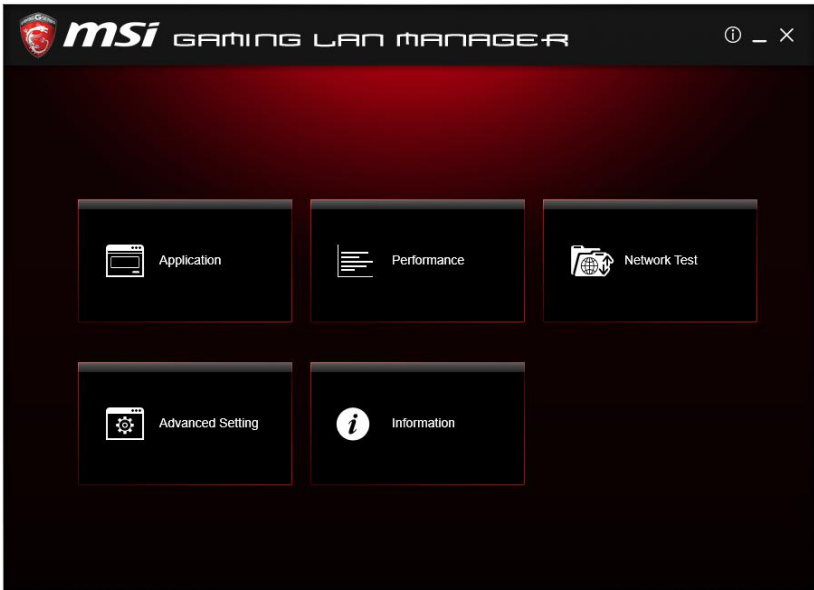 msi GAMING LAN MANAGER
Application
Performance
Network Test
Advanced Setting
Information